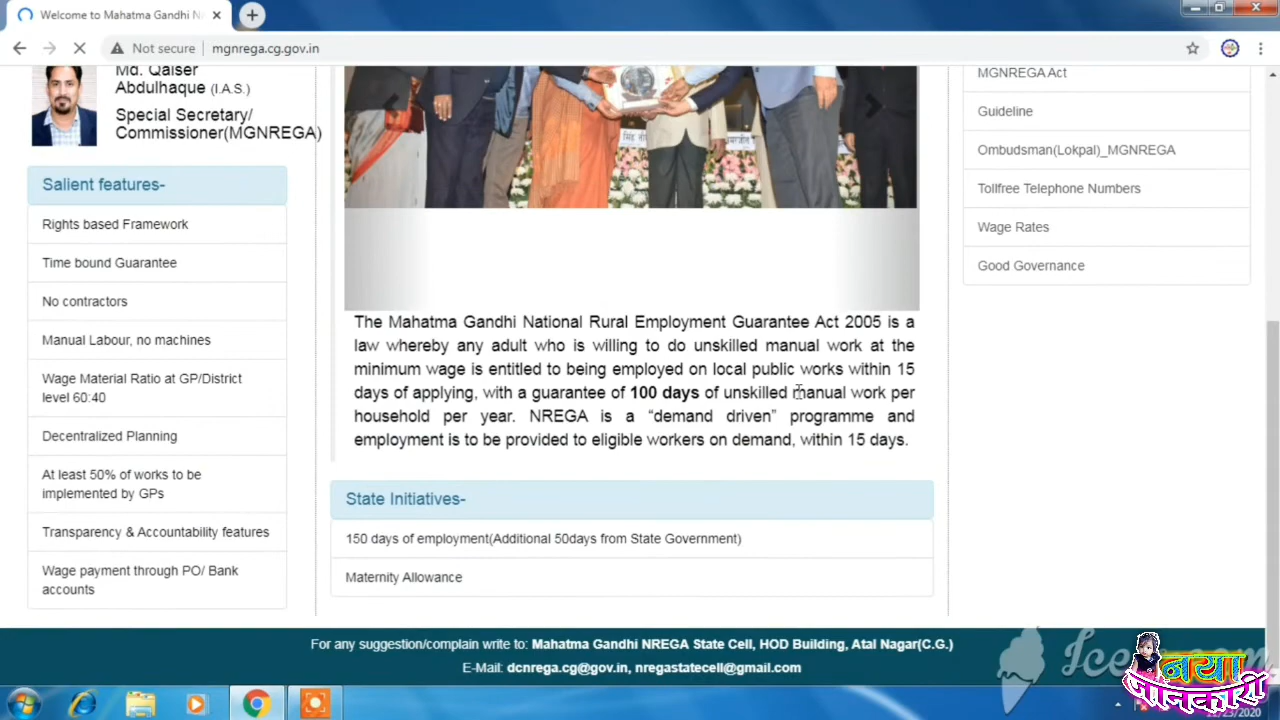 Welcome to Mahatma Gandhi N
Not secure
mgnrega.cg.gov.in
Md. Qaiser
Abdulhaque (I.A.S.)
Special Secretary/
Commissioner(MGNREGA)
Salient features-
Rights based Framework
Time bound Guarantee
No contractors
Manual Labour, no machines
Wage Material Ratio at GP/District
level 60:40
Decentralized Planning
At least 50% of works to be
implemented by GPs
Transparency & Accountability features
Wage payment through PO/ Bank
accounts
The Mahatma Gandhi National Rural Employment Guarantee Act 2005 is a
law whereby any adult who is willing to do unskilled manual work at the
minimum wage is entitled to being employed on local public works within 15
days of applying, with a guarantee of 100 days of unskilled manual work per
household per year. NREGA is a “demand driven” programme and
employment is to be provided to eligible workers on demand, within 15 days.
State Initiatives-
150 days of employment(Additional 50days from State Government)
Maternity Allowance
MGNREGA Act
Guideline
Ombudsman(Lokpal)_MGNREGA
Tollfree Telephone Numbers
Wage Rates
Good Governance
For any suggestion/complain write to: Mahatma Gandhi NREGA State Cell, HOD Building, Atal Nagar(C.G.)
E-Mail: dcnrega.cg@gov.in, nregastatecell@gmail.com
नया
जानकारी